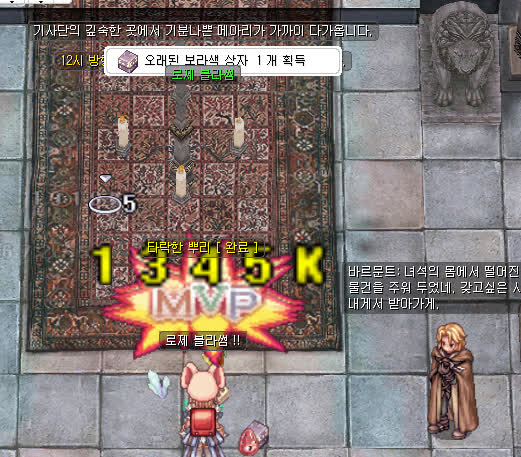 기사단의 깊숙한 곳에서 기분나쁜 메아리가 가까이 다가옵니다.
12시 방향
오래된 보라색 상자 1 개 획득
로제 블라썸
5
타락한 뿌리 [ 완료 ]
1345K
MVP
로제 블라썸 !!
바르문트: 녀석의 몸에서 떨어진
물건을 주워 두었네. 갖고싶은 사
내게서 받아가게.